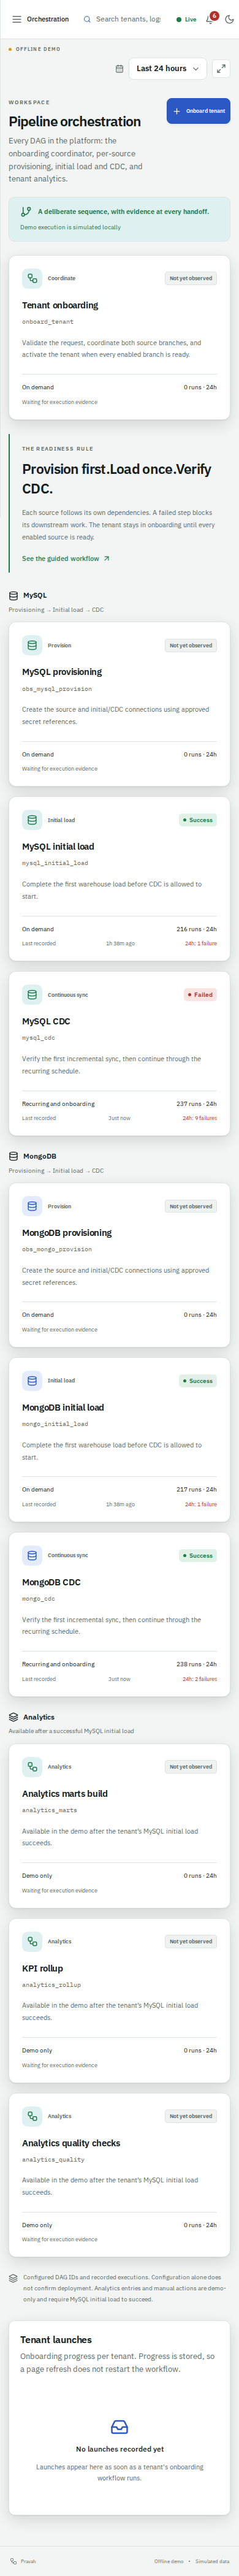 Orchestration
Search tenants, log
Live
6
OFFLINE DEMO
Last 24 hours
WORKSPACE
Pipeline orchestration
Onboard tenant
Every DAG in the platform: the
onboarding coordinator, per-source
provisioning, initial load and CDC, and
tenant analytics.
A deliberate sequence, with evidence at every handoff.
Demo execution is simulated locally
Coordinate
Not yet observed
Tenant onboarding
onboard_tenant
Validate the request, coordinate both source branches, and
activate the tenant when every enabled branch is ready.
On demand
0 runs · 24h
Waiting for execution evidence
THE READINESS RULE
Provision first.Load once.Verify
CDC.
Each source follows its own dependencies. A failed step blocks
its downstream work. The tenant stays in onboarding until every
enabled source is ready.
See the guided workflow
MySQL
Provisioning → Initial load → CDC
Provision
Not yet observed
MySQL provisioning
obs_mysql_provision
Create the source and initial/CDC connections using approved
secret references.
On demand
0 runs · 24h
Waiting for execution evidence
Initial load
Success
MySQL initial load
mysql_initial_load
Complete the first warehouse load before CDC is allowed to
start.
On demand
216 runs · 24h
Last recorded
1h 38m ago
24h: 1 failure
Continuous sync
Failed
MySQL CDC
mysql_cdc
Verify the first incremental sync, then continue through the
recurring schedule.
Recurring and onboarding
237 runs · 24h
Last recorded
Just now
24h: 9 failures
MongoDB
Provisioning → Initial load → CDC
Provision
Not yet observed
MongoDB provisioning
obs_mongo_provision
Create the source and initial/CDC connections using approved
secret references.
On demand
0 runs · 24h
Waiting for execution evidence
Initial load
Success
MongoDB initial load
mongo_initial_load
Complete the first warehouse load before CDC is allowed to
start.
On demand
217 runs · 24h
Last recorded
1h 38m ago
24h: 1 failure
Continuous sync
Success
MongoDB CDC
mongo_cdc
Verify the first incremental sync, then continue through the
recurring schedule.
Recurring and onboarding
238 runs · 24h
Last recorded
Just now
24h: 2 failures
Analytics
Available after a successful MySQL initial load
Analytics
Not yet observed
Analytics marts build
analytics_marts
Available in the demo after the tenant's MySQL initial load
succeeds.
Demo only
0 runs · 24h
Waiting for execution evidence
Analytics
Not yet observed
KPI rollup
analytics_rollup
Available in the demo after the tenant's MySQL initial load
succeeds.
Demo only
0 runs · 24h
Waiting for execution evidence
Analytics
Not yet observed
Analytics quality checks
analytics_quality
Available in the demo after the tenant's MySQL initial load
succeeds.
Demo only
0 runs · 24h
Waiting for execution evidence
Configured DAG IDs and recorded executions. Configuration alone does
not confirm deployment. Analytics entries and manual actions are demo-
only and require MySQL initial load to succeed.
Tenant launches
Onboarding progress per tenant. Progress is stored, so
a page refresh does not restart the workflow.
No launches recorded yet
Launches appear here as soon as a tenant's onboarding
workflow runs.
Pravah
Offline demo • Simulated data